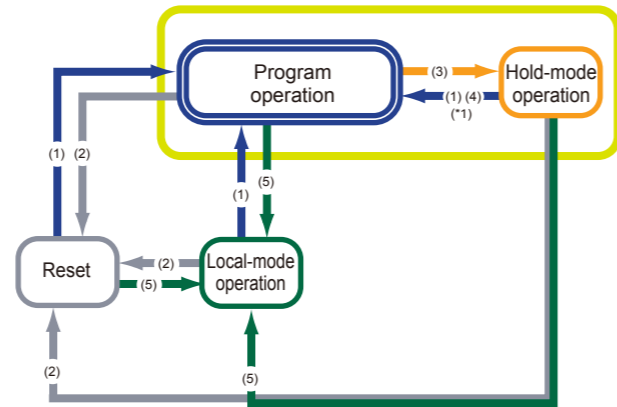 Program
operation
(3)
Hold-mode
operation
(1) (4)
(*1)
(1)
(2)
(1)
(5)
Reset
(2)
(5)
Local-mode
operation
(2)
(5)